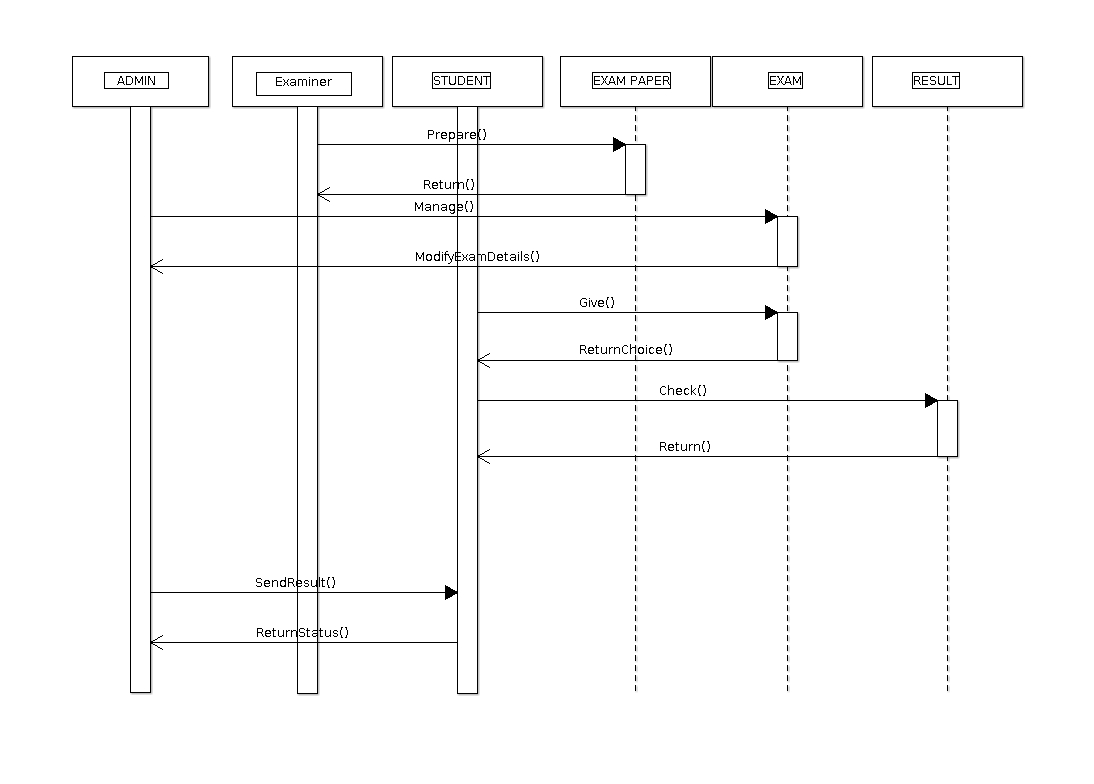 ADMIN
Examiner
STUDENT
EXAM PAPER
EXAM
RESULT
Prepare()
Return()
Manage()
ModifyExamDetails()
Give()
ReturnChoice()
Check()
Return()
SendResult()
ReturnStatus()